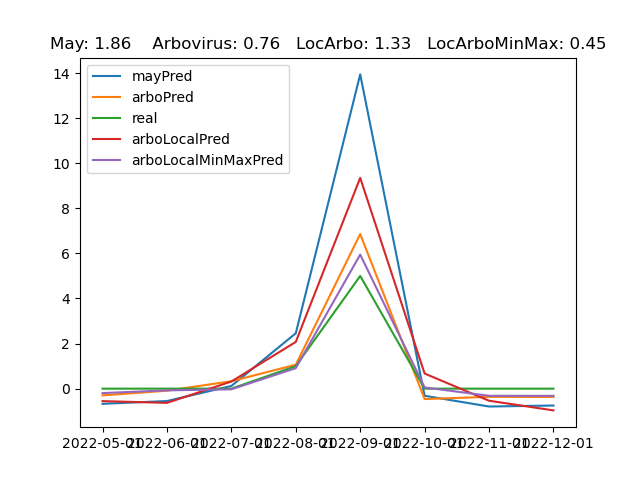 May: 1.86    Arbovirus: 0.76   LocArbo: 1.33   LocArboMinMax: 0.45
mayPred
arboPred
real
arboLocalPred
arboLocalMinMaxPred
14
12
10
8
6
4
2
0
2022-05-01 2022-06-01 2022-07-01 2022-08-01 2022-09-01 2022-10-01 2022-11-01 2022-12-01